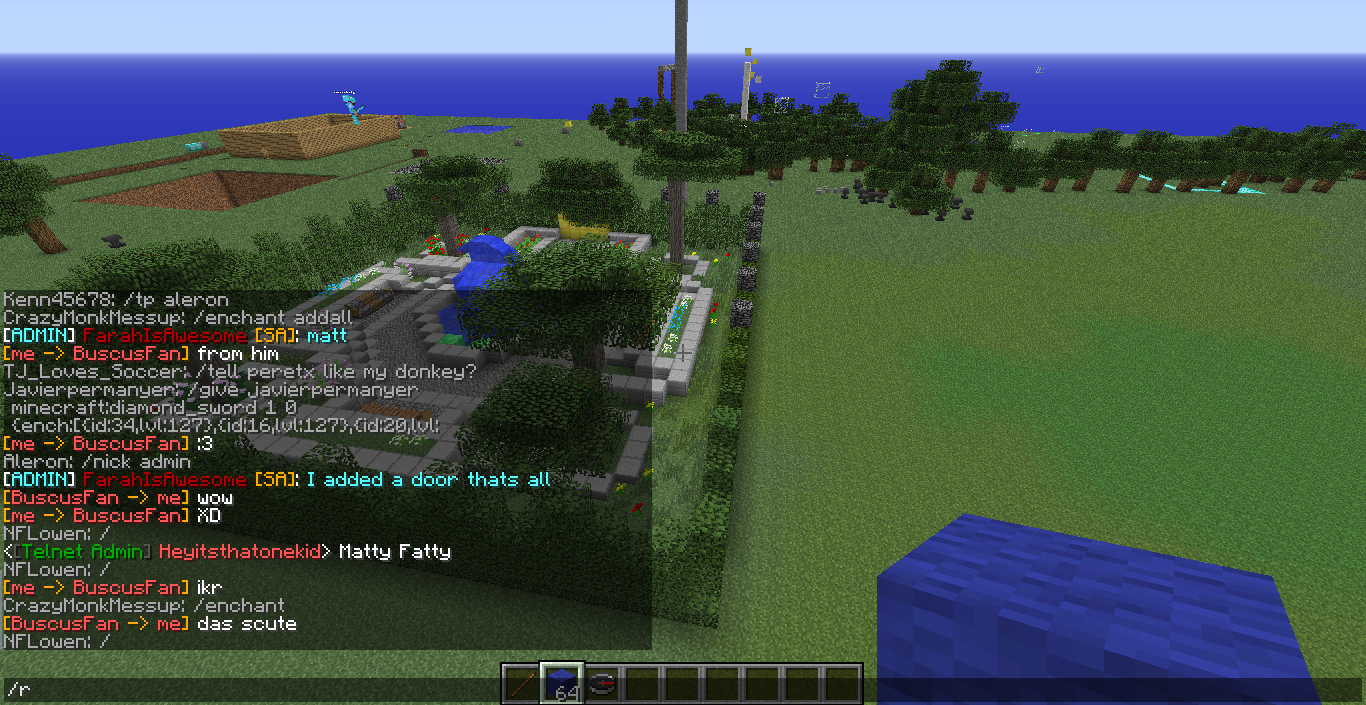 Kenn45678: /tp aleron
CrazyMonkMessup: /enchant addall
[ADMIN] FarahIsAwesome [SA]: matt
[me -> BuscusFan] from him
TJ_Loves_Soccer: /tell peretx like my donkey?
Javierpermanyer: /give javierpermanyer
minecraft:diamond_sword 1 0
{ench:[{id:34,lvl:127},{id:16,lvl:127},{id:20,lvl:
[me -> BuscusFan] :3
Aleron: /nick admin
[ADMIN] FarahIsAwesome [SA]: I added a door thats all
[BuscusFan -> me] wow
[me -> BuscusFan] XD
NFLowen: /
<[Telnet Admin] Heyitsthatonekid> Matty Fatty
NFLowen: /
[me -> BuscusFan] ikr
CrazyMonkMessup: /enchant
[BuscusFan -> me] das scute
NFLowen: /
64
/r